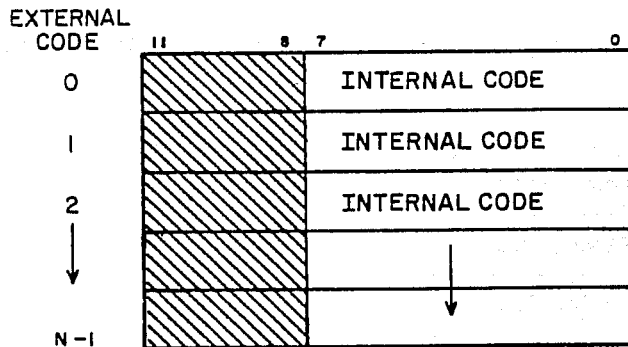 EXTERNAL
CODE
11 8 7 0
0 INTERNAL CODE
1 INTERNAL CODE
2 INTERNAL CODE
N-1